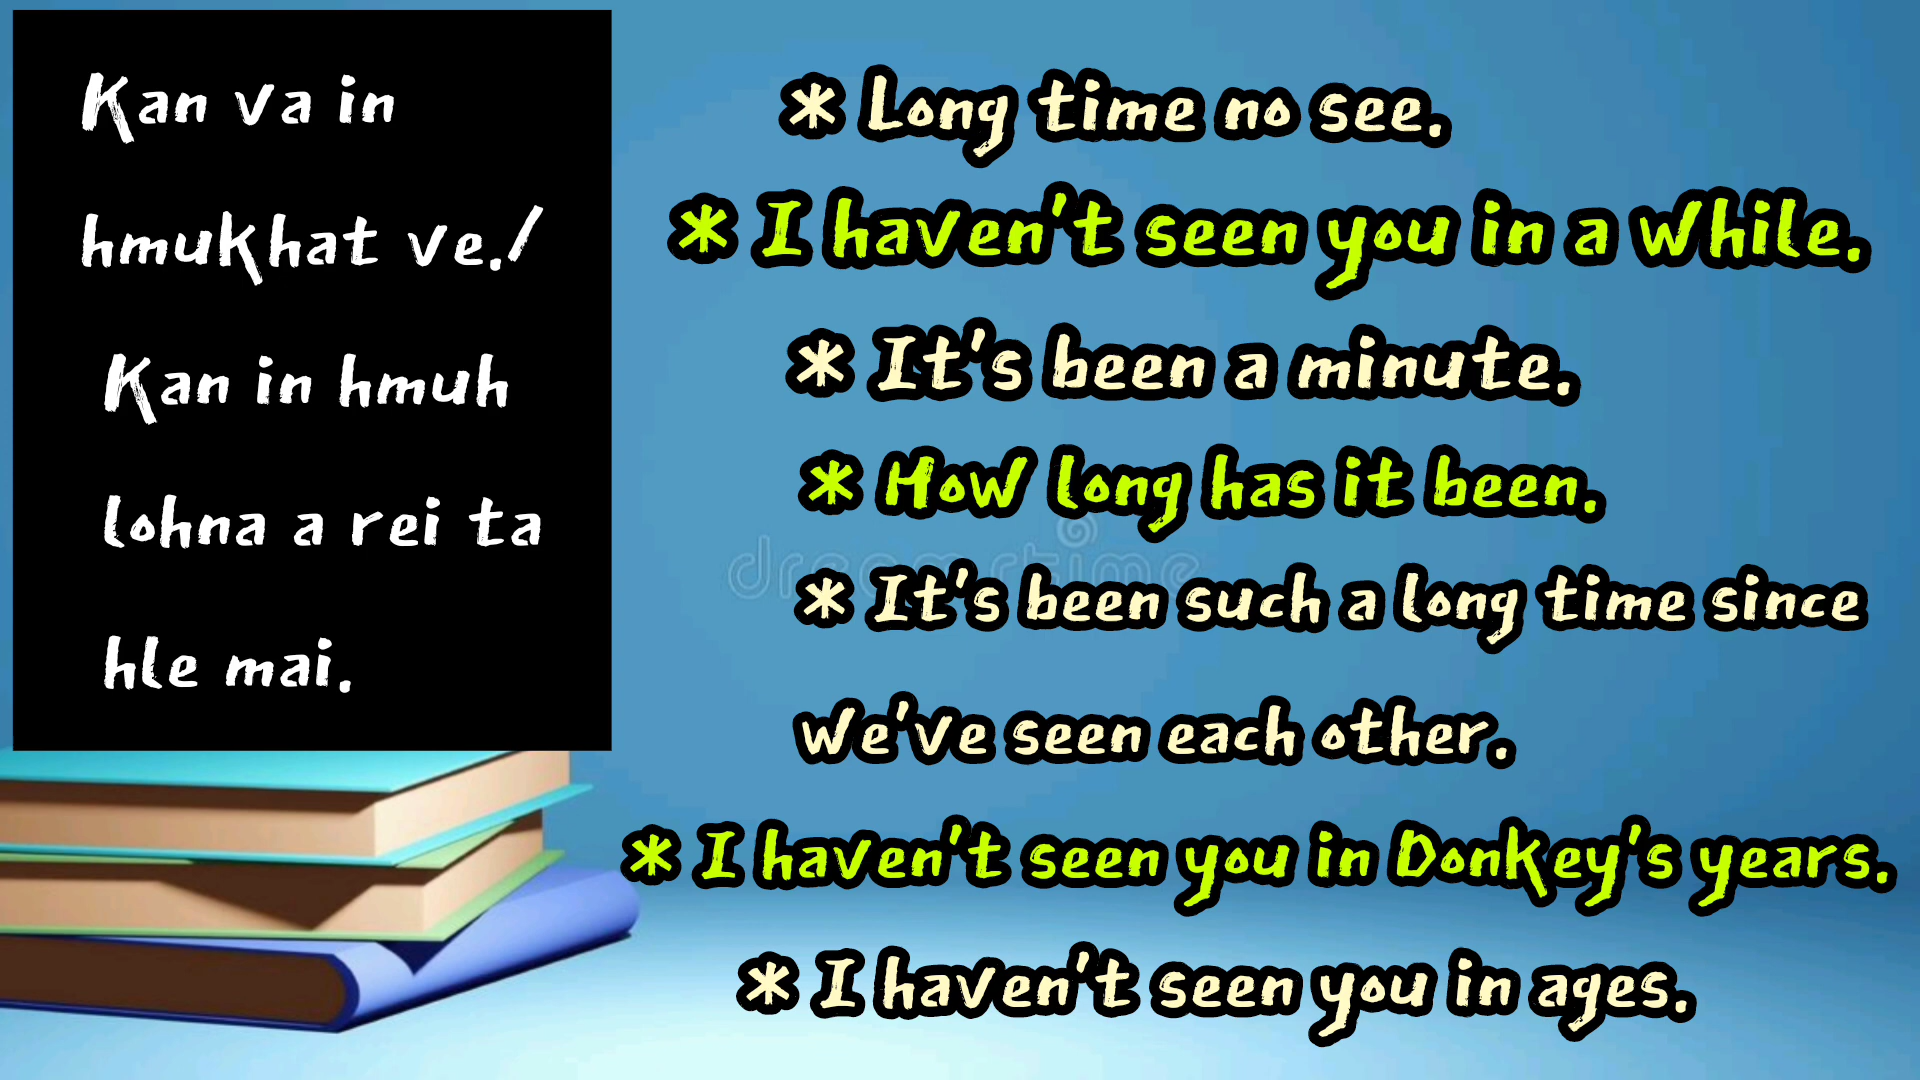 Kan va in
hmukhat ve./
Kan in hmuh
lohna a rei ta
hle mai.
* Long time no see.
* I haven't seen you in a while.
* It's been a minute.
* How long has it been.
* It's been such a long time since
we've seen each other.
* I haven't seen you in Donkey's years.
* I haven't seen you in ages.
dreamstime